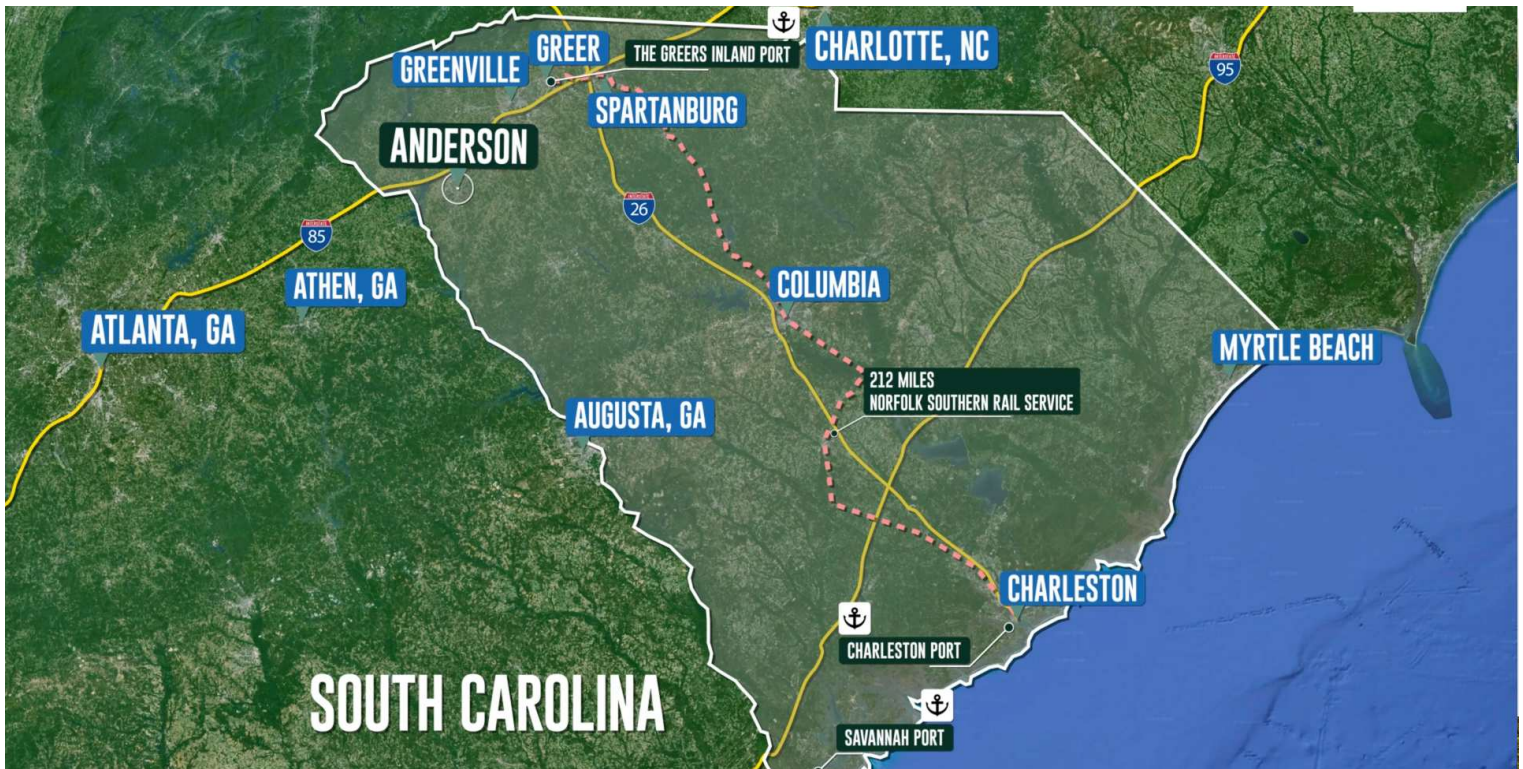 GREER
THE GREERS INLAND PORT
CHARLOTTE, NC
GREENVILLE
95
SPARTANBURG
ANDERSON
26
85
ATHEN, GA
COLUMBIA
ATLANTA, GA
MYRTLE BEACH
212 MILES
NORFOLK SOUTHERN RAIL SERVICE
AUGUSTA, GA
CHARLESTON
CHARLESTON PORT
SOUTH CAROLINA
SAVANNAH PORT